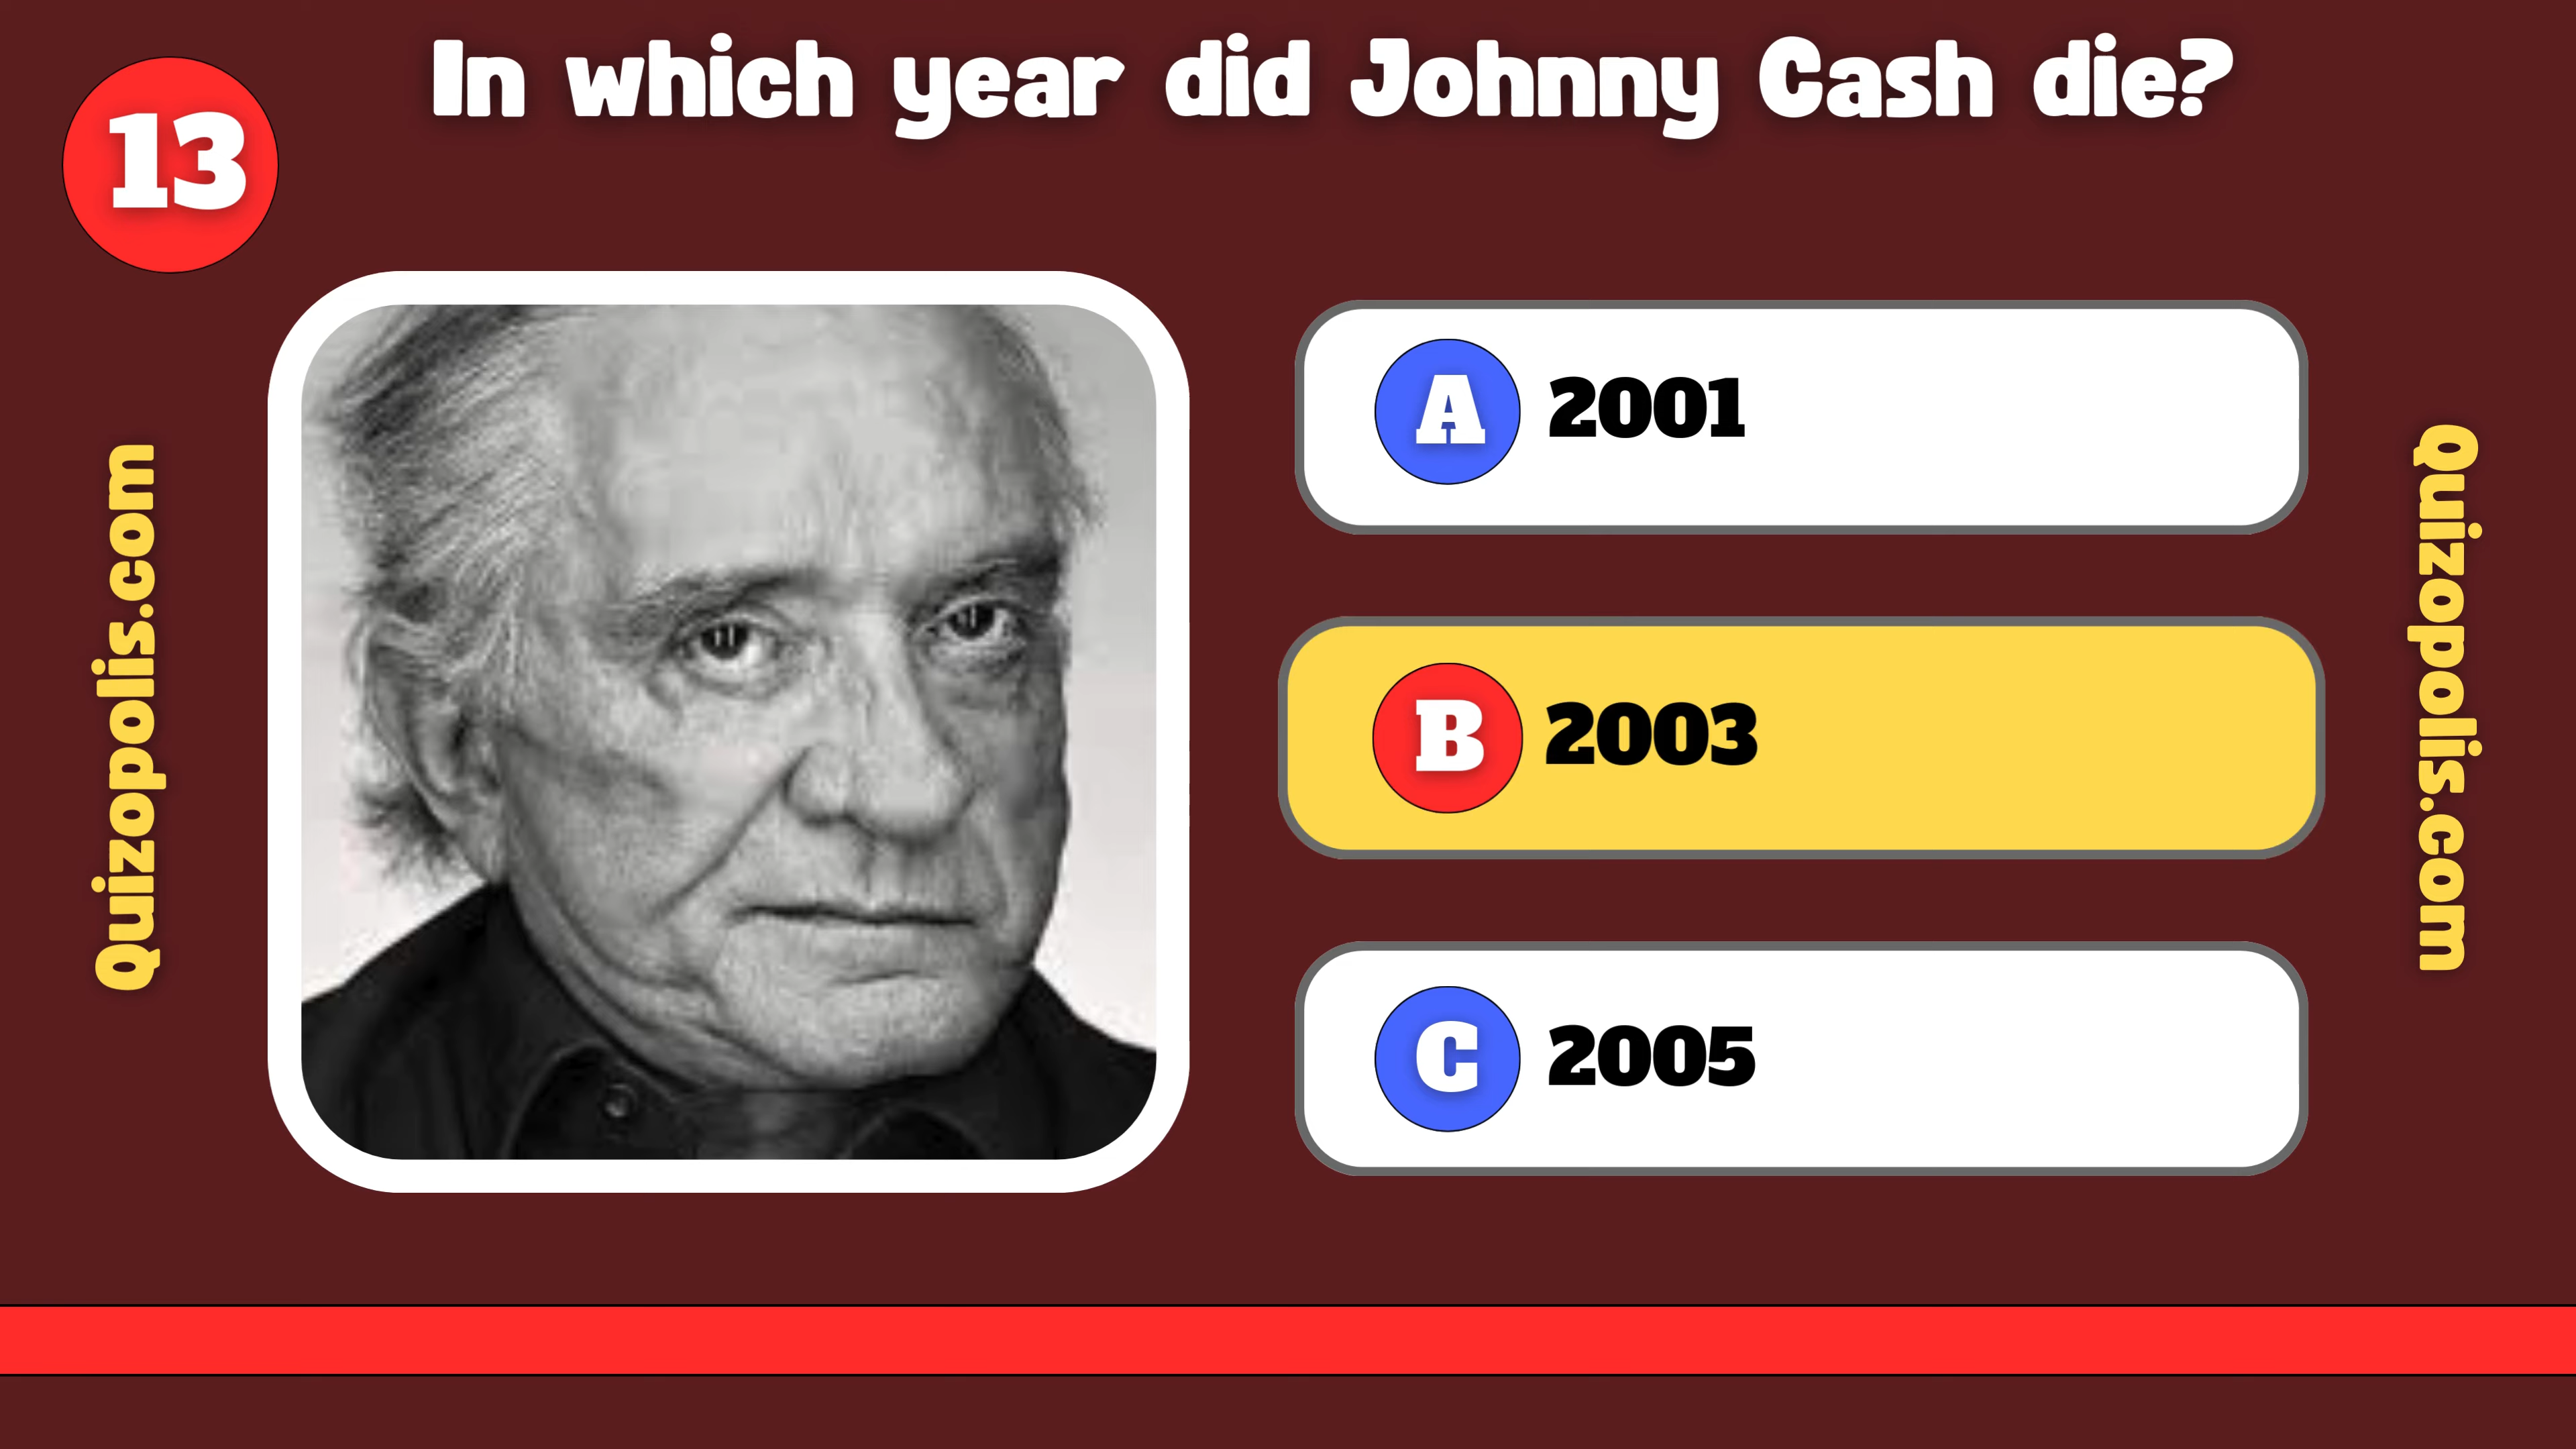 13
In which year did Johnny Cash die?
Quizopolis.com
A 2001
B 2003
C 2005
Quizopolis.com